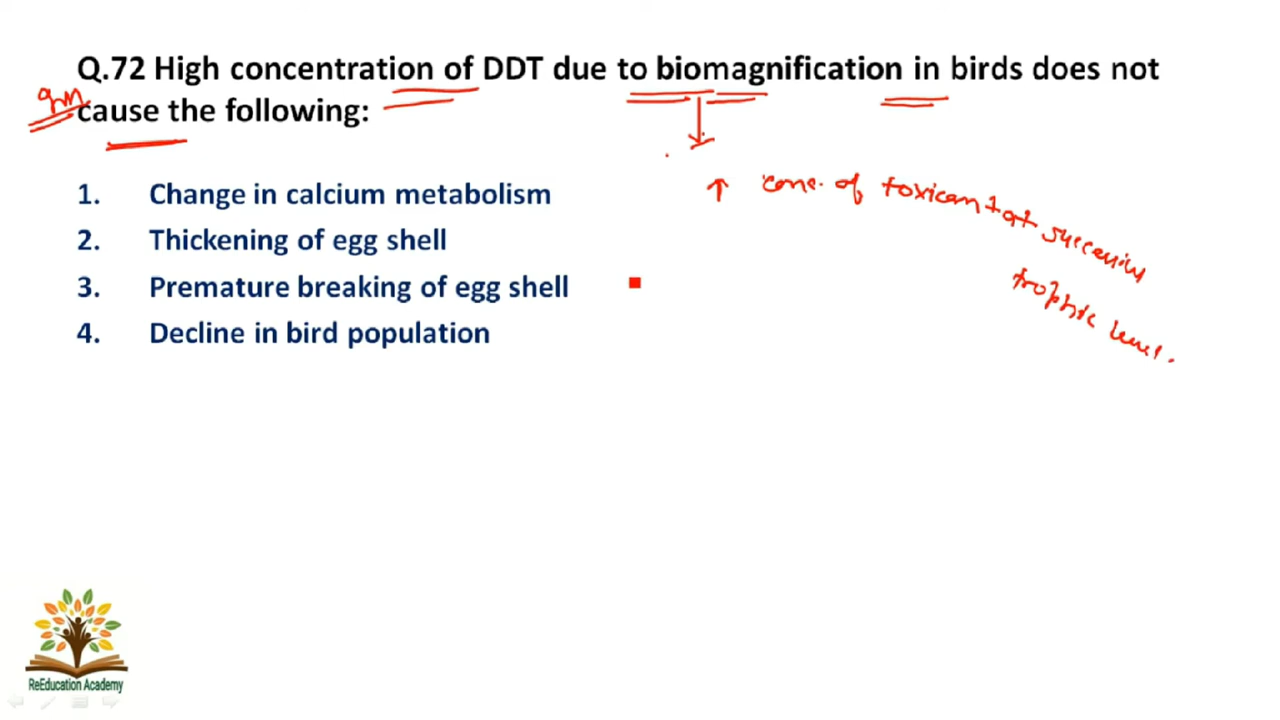 Q.72 High concentration of DDT due to biomagnification in birds does not
cause the following:
1. Change in calcium metabolism
2. Thickening of egg shell
3. Premature breaking of egg shell
4. Decline in bird population
↑ conc. of toxicant at successive
trophic level.
ReEducation Academy